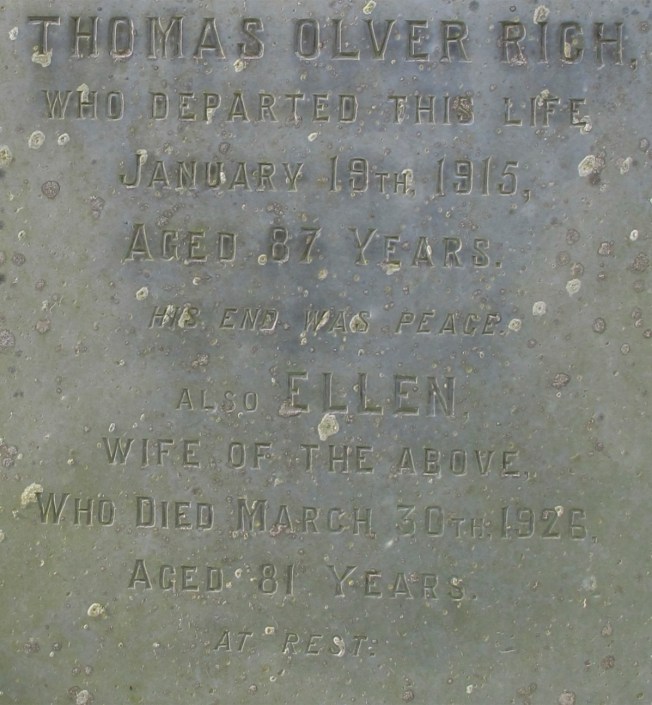 THOMAS OLVER RICH,
WHO DEPARTED THIS LIFE
JANUARY 19TH. 1915,
AGED 87 YEARS.
HIS END WAS PEACE.
ALSO ELLEN,
WIFE OF THE ABOVE,
WHO DIED MARCH 30TH. 1926,
AGED 81 YEARS.
AT REST.